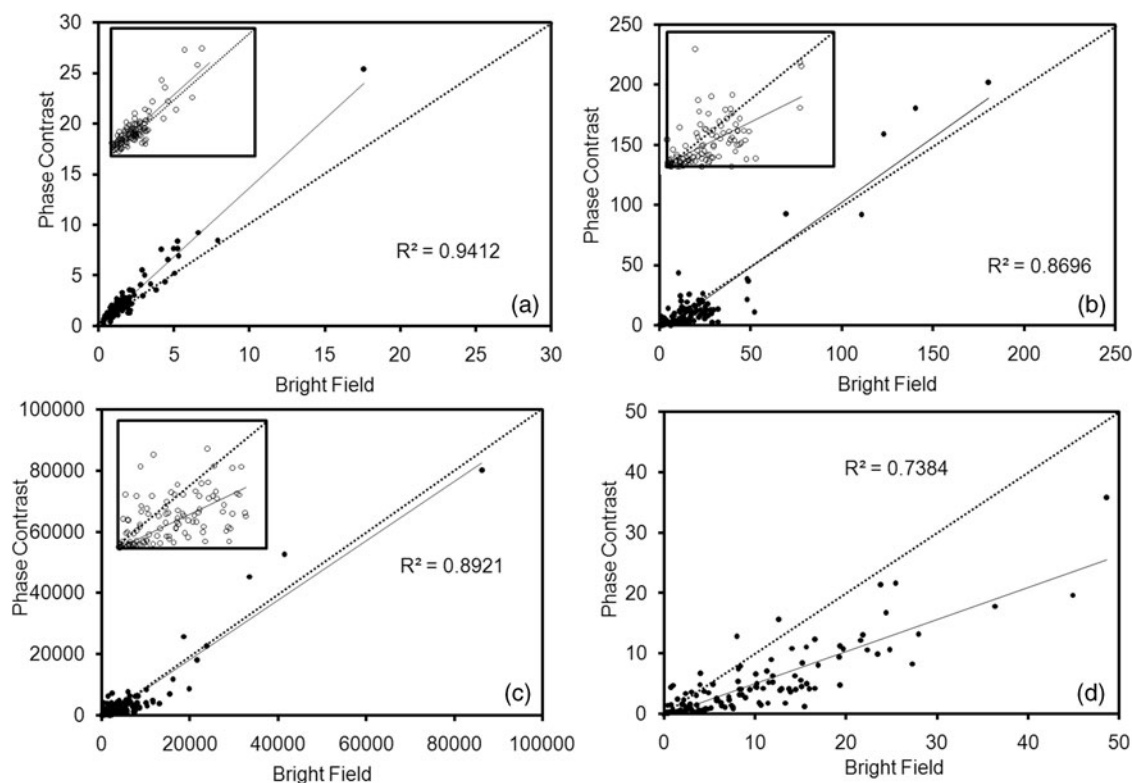 30
25
20
15
10
5
0
Phase Contrast
R² = 0.9412
(a)
0 5 10 15 20 25 30
Bright Field
250
200
150
100
50
0
Phase Contrast
R² = 0.8696
(b)
0 50 100 150 200 250
Bright Field
100000
80000
60000
40000
20000
0
Phase Contrast
R² = 0.8921
(c)
0 20000 40000 60000 80000 100000
Bright Field
50
40
30
20
10
0
Phase Contrast
R² = 0.7384
(d)
0 10 20 30 40 50
Bright Field